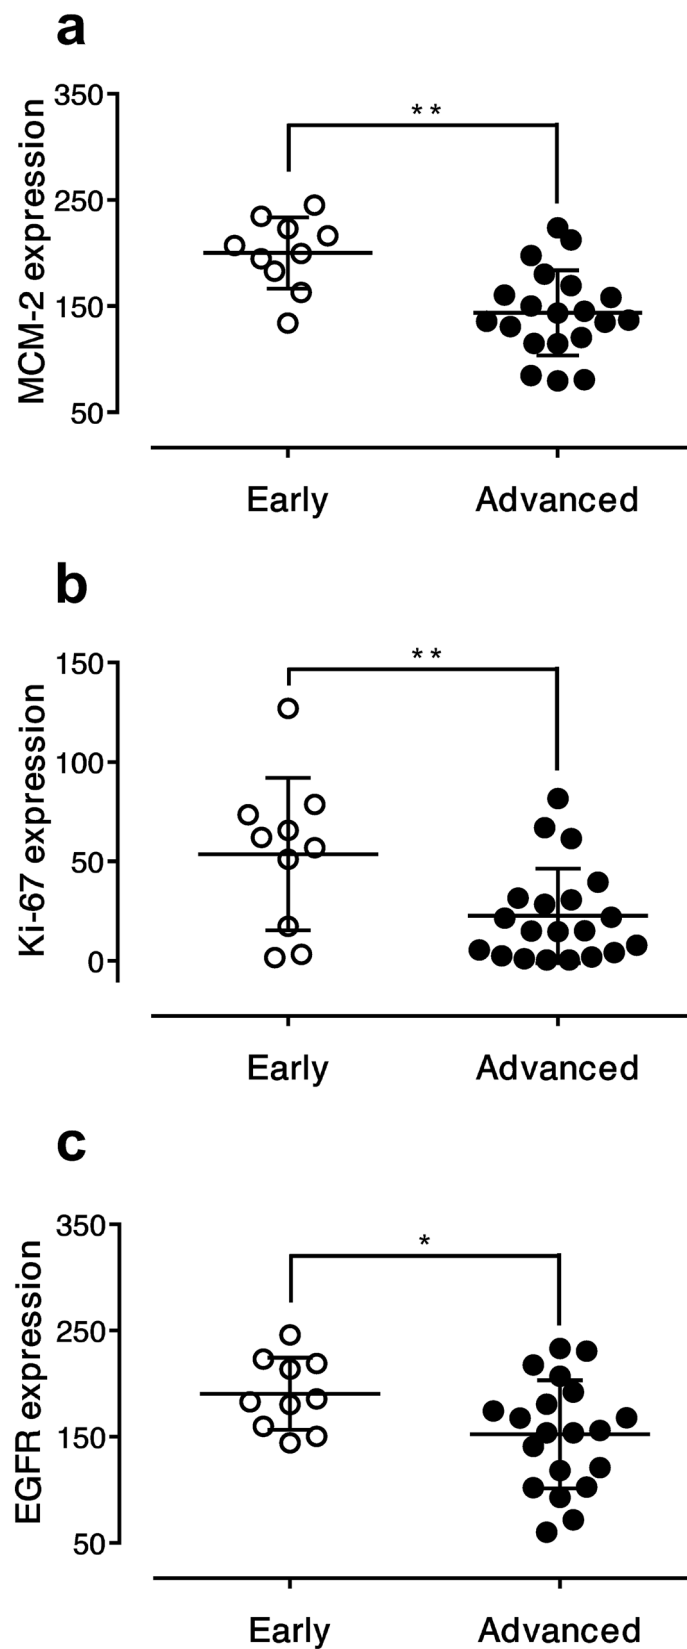 a
MCM-2 expression
350
250
150
50
**
Early
Advanced
b
Ki-67 expression
150
100
50
0
**
Early
Advanced
c
EGFR expression
350
250
150
50
*
Early
Advanced